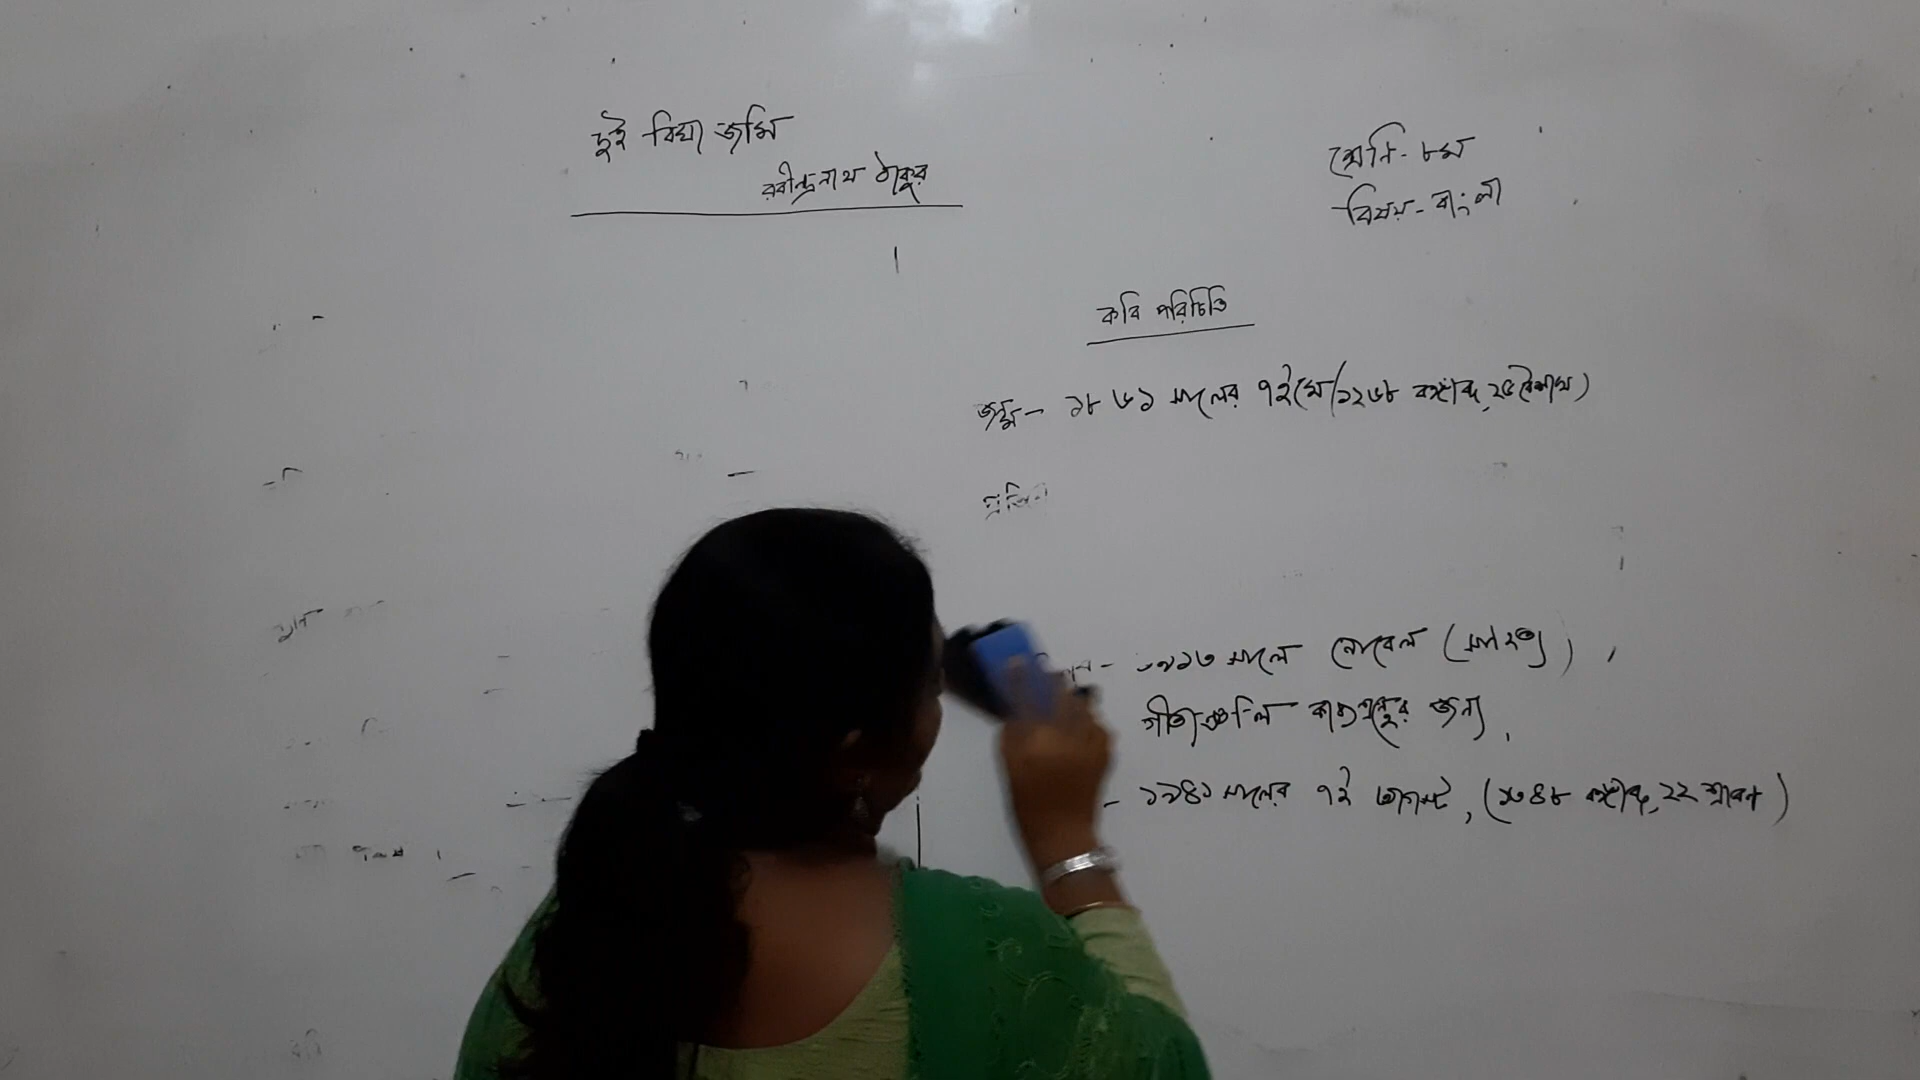 দুই বিঘা জমি
রবীন্দ্রনাথ ঠাকুর
শ্রেণি - ৮ম
বিষয় - বাংলা
কবি পরিচিতি
জন্ম - ১৮৬১ সালের ৭ই মে (১২৬৮ বঙ্গাব্দ, ২৫ বৈশাখ)
- ১৯১৩ সালে নোবেল (সাহিত্য),
গীতাঞ্জলি কাব্যগ্রন্থের জন্য,
- ১৯৪১ সালের ৭ই আগস্ট, (১৩৪৮ বঙ্গাব্দ, ২২ শ্রাবণ)